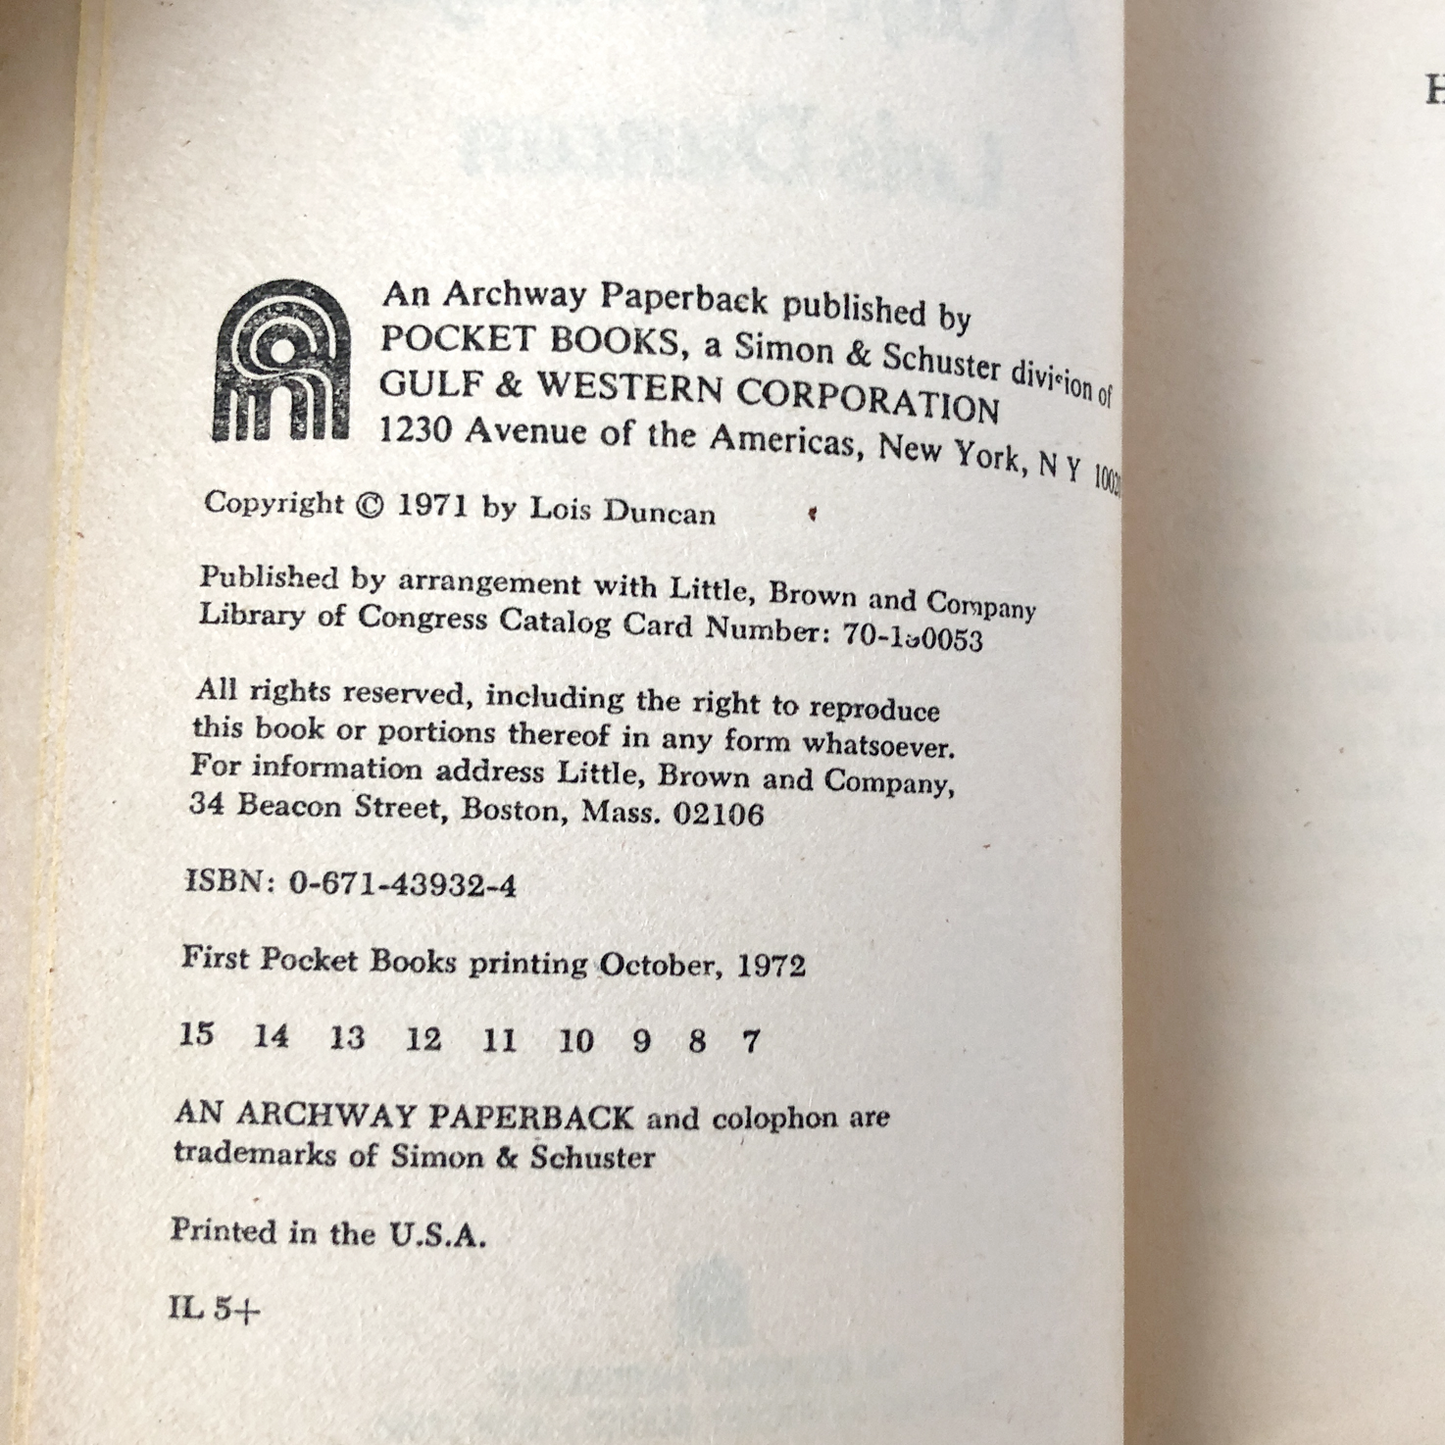 An Archway Paperback published by
POCKET BOOKS, a Simon & Schuster division of
GULF & WESTERN CORPORATION
1230 Avenue of the Americas, New York, N Y
Copyright © 1971 by Lois Duncan
Published by arrangement with Little, Brown and Company
Library of Congress Catalog Card Number:
All rights reserved, including the right to reproduce
this book or portions thereof in any form whatsoever.
For information address Little, Brown and Company,
34 Beacon Street, Boston, Mass. 02106
ISBN: 0-671-43932-4
First Pocket Books printing October, 1972
15 14 13 12 11 10 9 8 7
AN ARCHWAY PAPERBACK and colophon are
trademarks of Simon & Schuster
Printed in the U.S.A.
IL 5+